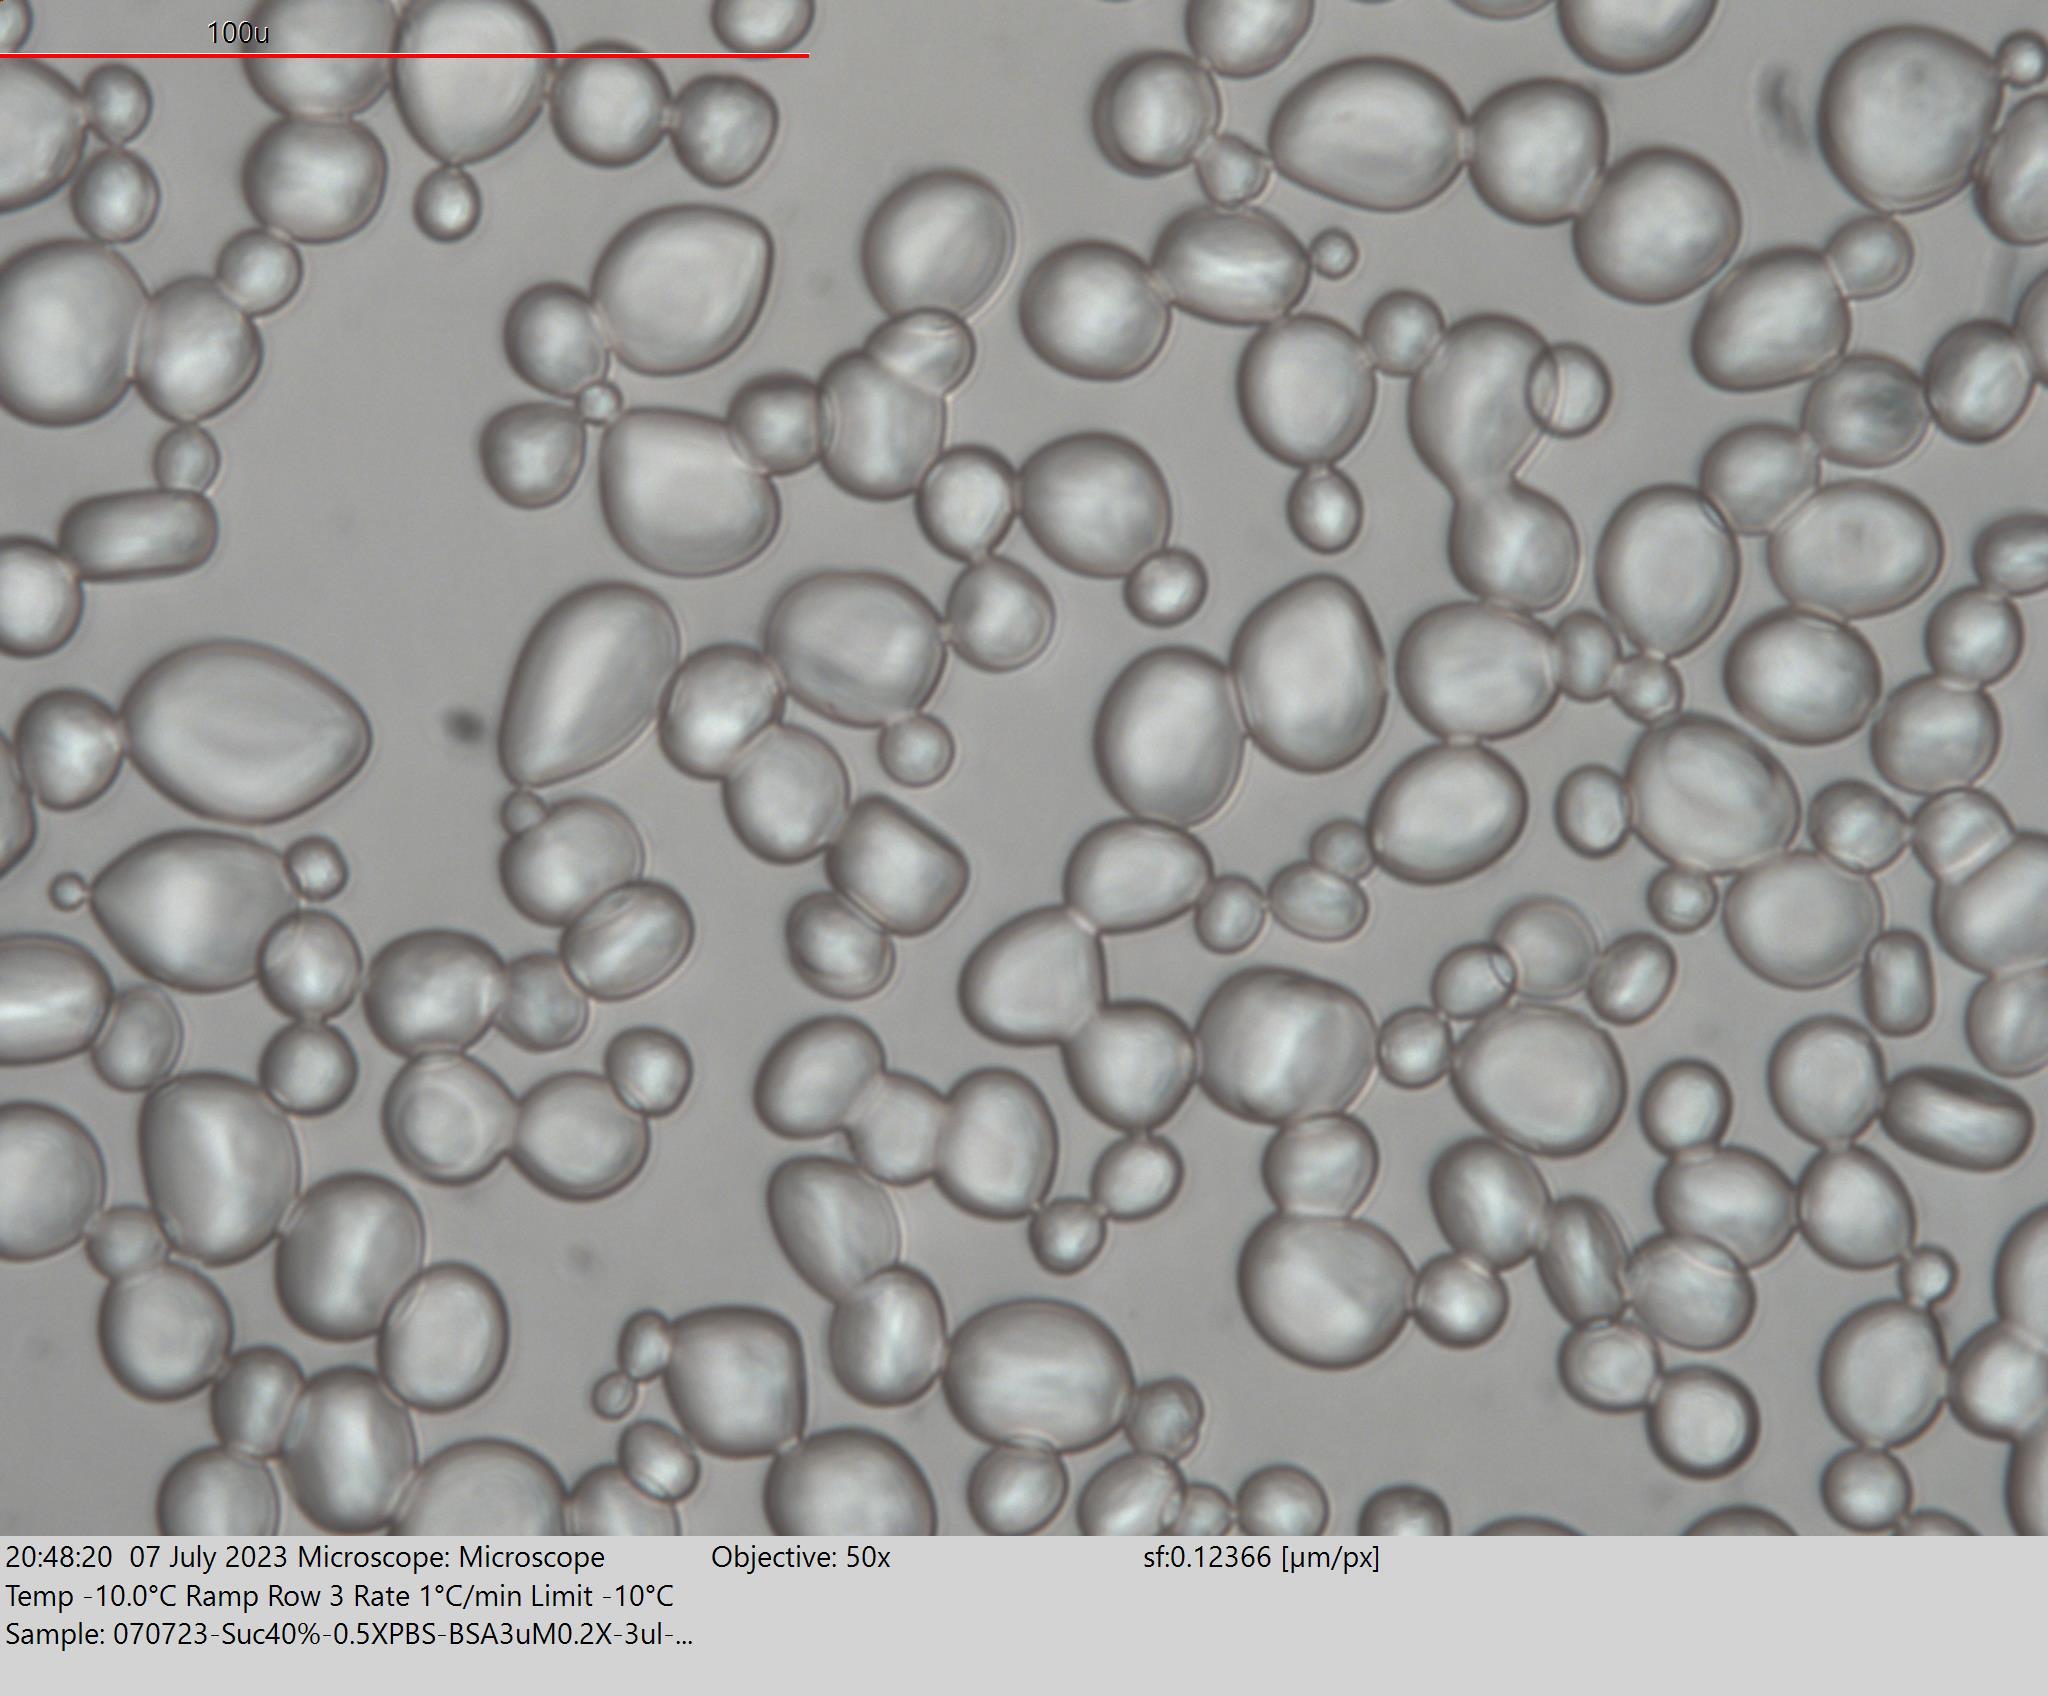 100u
20:48:20 07 July 2023 Microscope: Microscope Objective: 50x sf:0.12366 [µm/px]
Temp -10.0°C Ramp Row 3 Rate 1°C/min Limit -10°C
Sample: 070723-Suc40%-0.5XPBS-BSA3uM0.2X-3ul-...